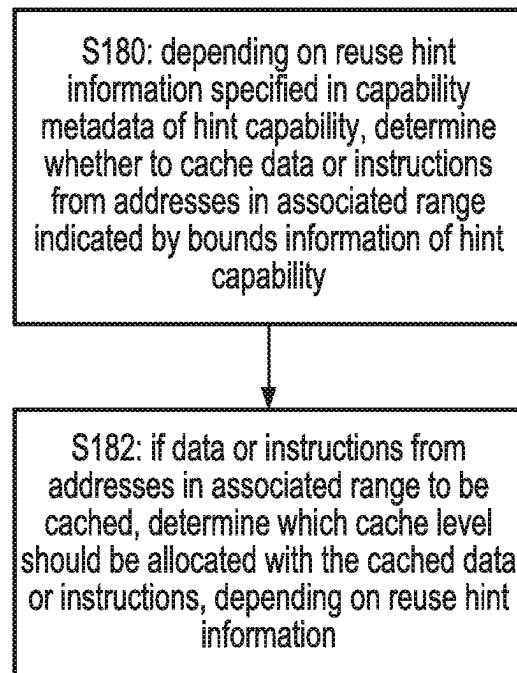 S180: depending on reuse hint
information specified in capability
metadata of hint capability, determine
whether to cache data or instructions
from addresses in associated range
indicated by bounds information of hint
capability
S182: if data or instructions from
addresses in associated range to be
cached, determine which cache level
should be allocated with the cached data
or instructions, depending on reuse hint
information